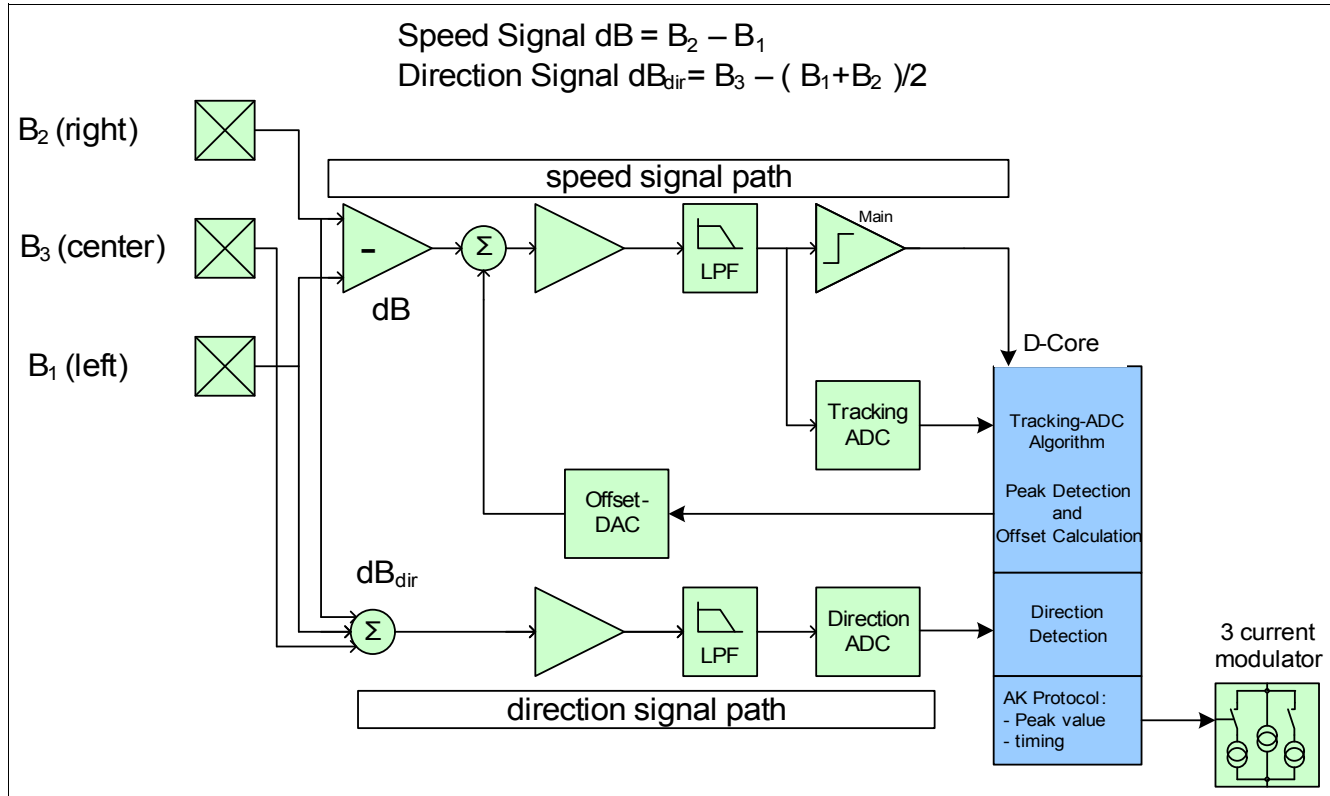 Speed Signal dB = B₂ – B₁
Direction Signal dB_dir= B₃ – ( B₁+B₂ )/2
B₂ (right)
speed signal path
Main
B₃ (center)
-
Σ
LPF
dB
B₁ (left)
D-Core
Tracking
ADC
Tracking-ADC
Algorithm
Offset-
DAC
Peak Detection
and
Offset Calculation
dB_dir
Σ
LPF
Direction
ADC
Direction
Detection
3 current
modulator
direction signal path
AK Protocol:
- Peak value
- timing